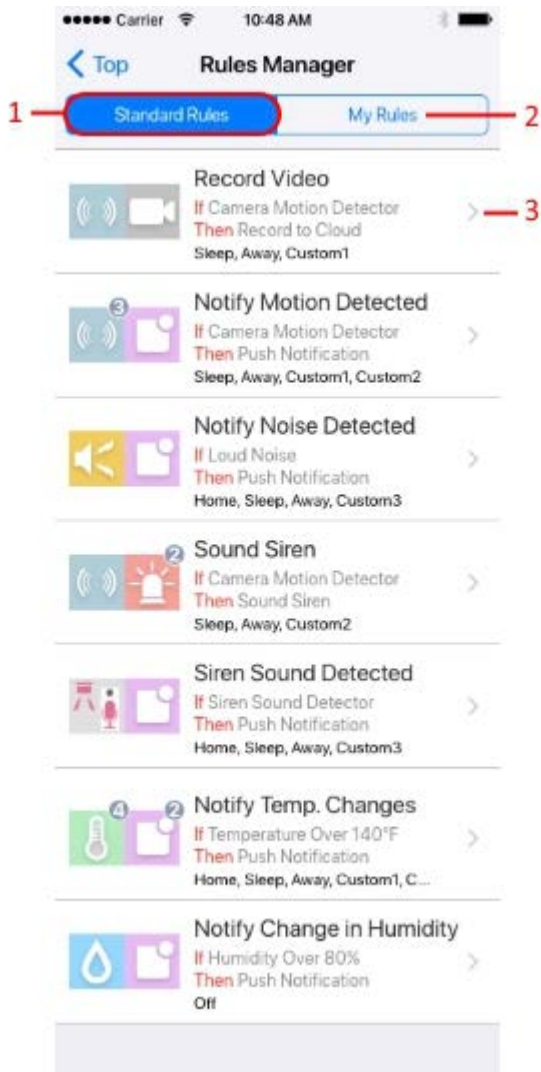 Carrier 10:48 AM
Top Rules Manager
1 Standard Rules My Rules 2
Record Video
If Camera Motion Detector
Then Record to Cloud
3
Sleep, Away, Custom1
3 Notify Motion Detected
If Camera Motion Detector
Then Push Notification
Sleep, Away, Custom1, Custom2
Notify Noise Detected
If Loud Noise
Then Push Notification
Home, Sleep, Away, Custom3
2 Sound Siren
If Camera Motion Detector
Then Sound Siren
Sleep, Away, Custom2
Siren Sound Detected
If Siren Sound Detector
Then Push Notification
Home, Sleep, Away, Custom3
4 2 Notify Temp. Changes
If Temperature Over 140°F
Then Push Notification
Home, Sleep, Away, Custom1, C...
Notify Change in Humidity
If Humidity Over 80%
Then Push Notification
Off